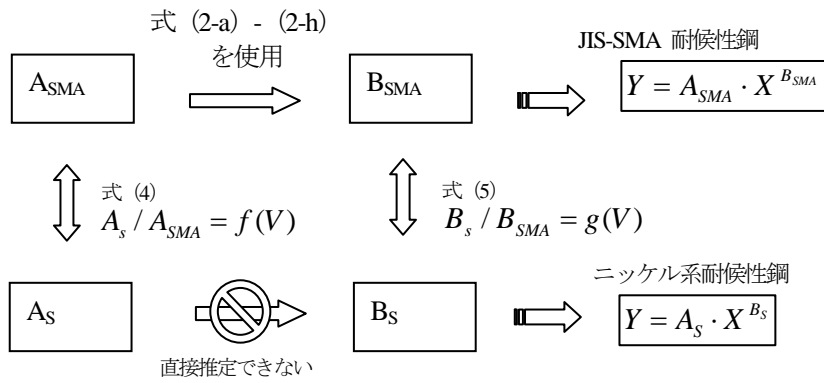 式 (2-a) - (2-h)
を使用
JIS-SMA 耐候性鋼
A_SMA
B_SMA
Y = A_SMA · X^B_SMA
式 (4)
A_s / A_SMA = f(V)
式 (5)
B_s / B_SMA = g(V)
ニッケル系耐候性鋼
A_S
B_S
Y = A_S · X^B_S
直接推定できない